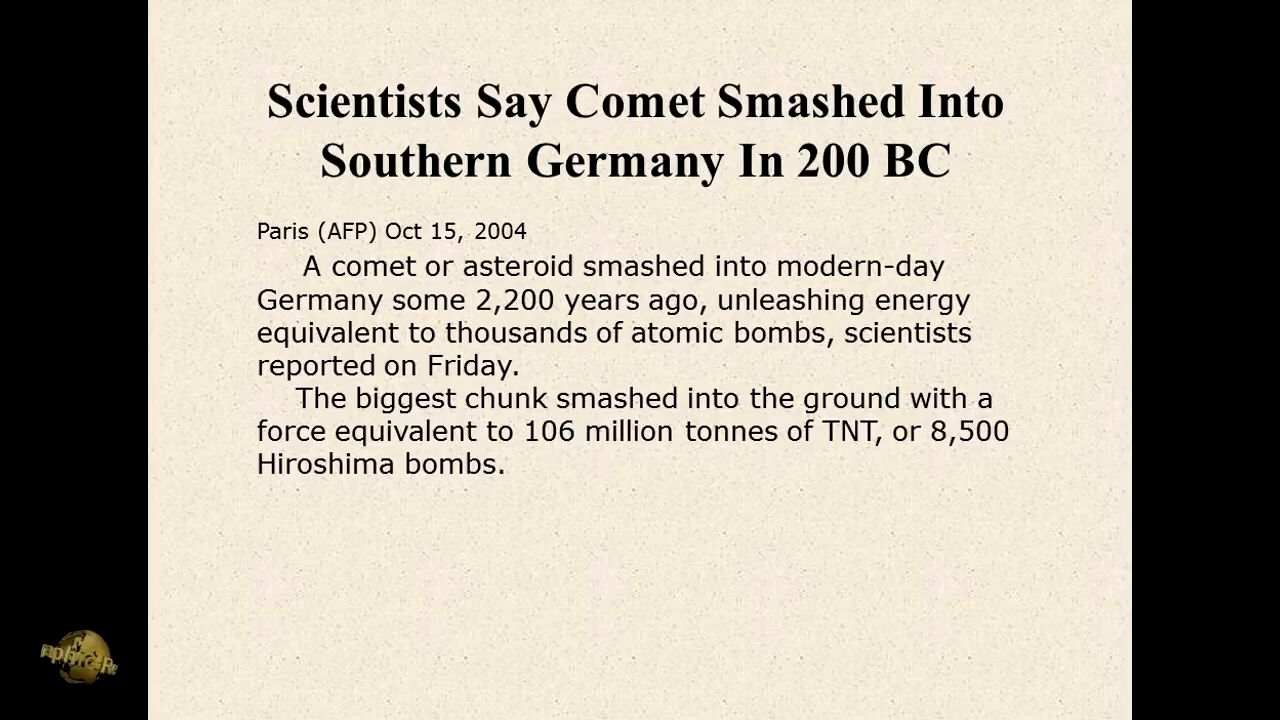 Scientists Say Comet Smashed Into
Southern Germany In 200 BC
Paris (AFP) Oct 15, 2004
A comet or asteroid smashed into modern-day
Germany some 2,200 years ago, unleashing energy
equivalent to thousands of atomic bombs, scientists
reported on Friday.
The biggest chunk smashed into the ground with a
force equivalent to 106 million tonnes of TNT, or 8,500
Hiroshima bombs.